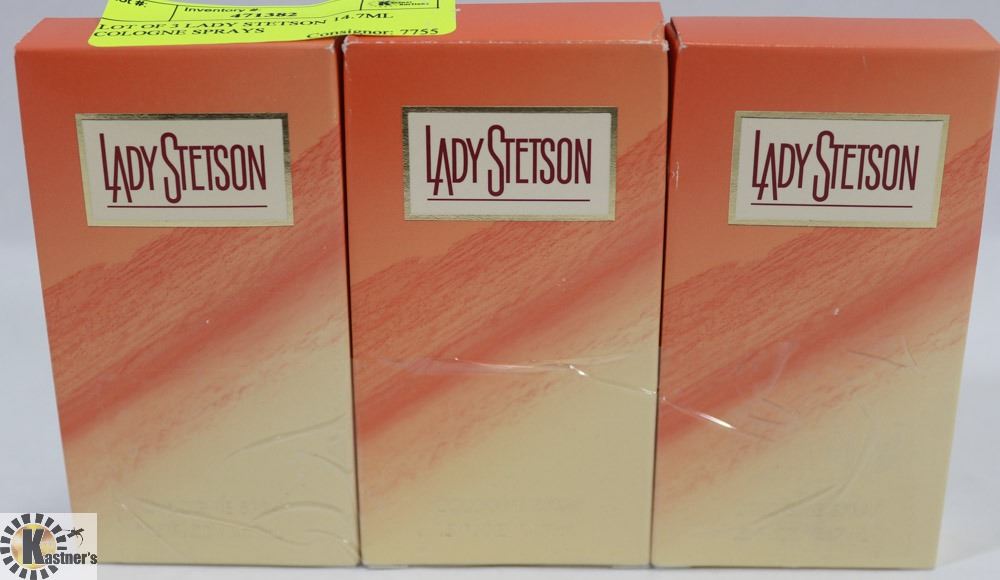 Inventory #
471382
LOT OF 3 LADY STETSON 14.7ML
COLOGNE SPRAYS
Consignor: 7755
LADY STETSON
LADY STETSON
LADY STETSON
K
Kastner's